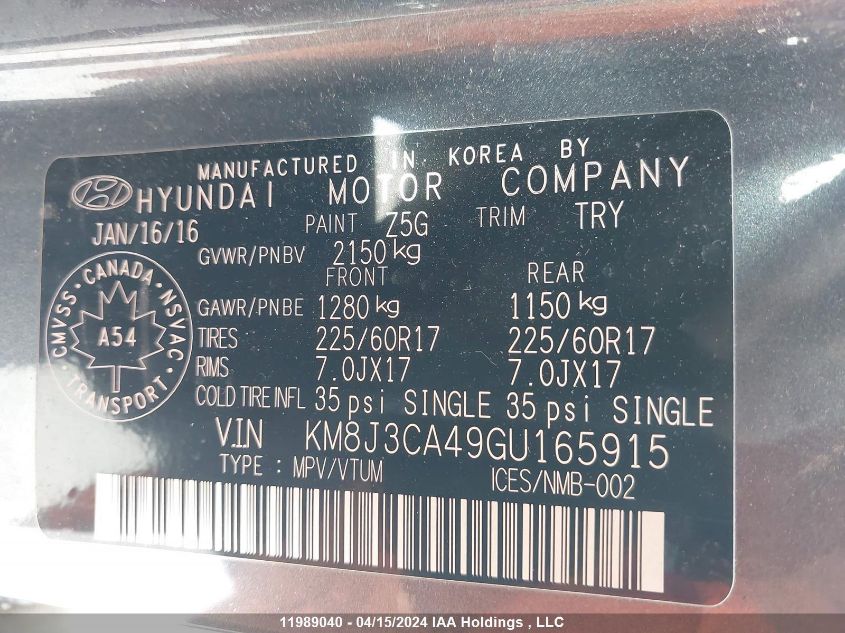 MANUFACTURED IN KOREA BY
HYUNDAI MOTOR COMPANY
JAN/16/16 PAINT Z5G TRIM TRY
GVWR/PNBV 2150 kg
FRONT REAR
GAWR/PNBE 1280 kg 1150 kg
TIRES 225/60R17 225/60R17
RIMS 7.0JX17 7.0JX17
COLD TIRE INFL 35 psi SINGLE 35 psi SINGLE
V.I.N KM8J3CA49GU165915
TYPE : MPV/VTUM ICES/NMB-002
CMVSS · CANADA · NSVAC · TRANSPORT ·
A54
11989040 - 04/15/2024 IAA Holdings , LLC